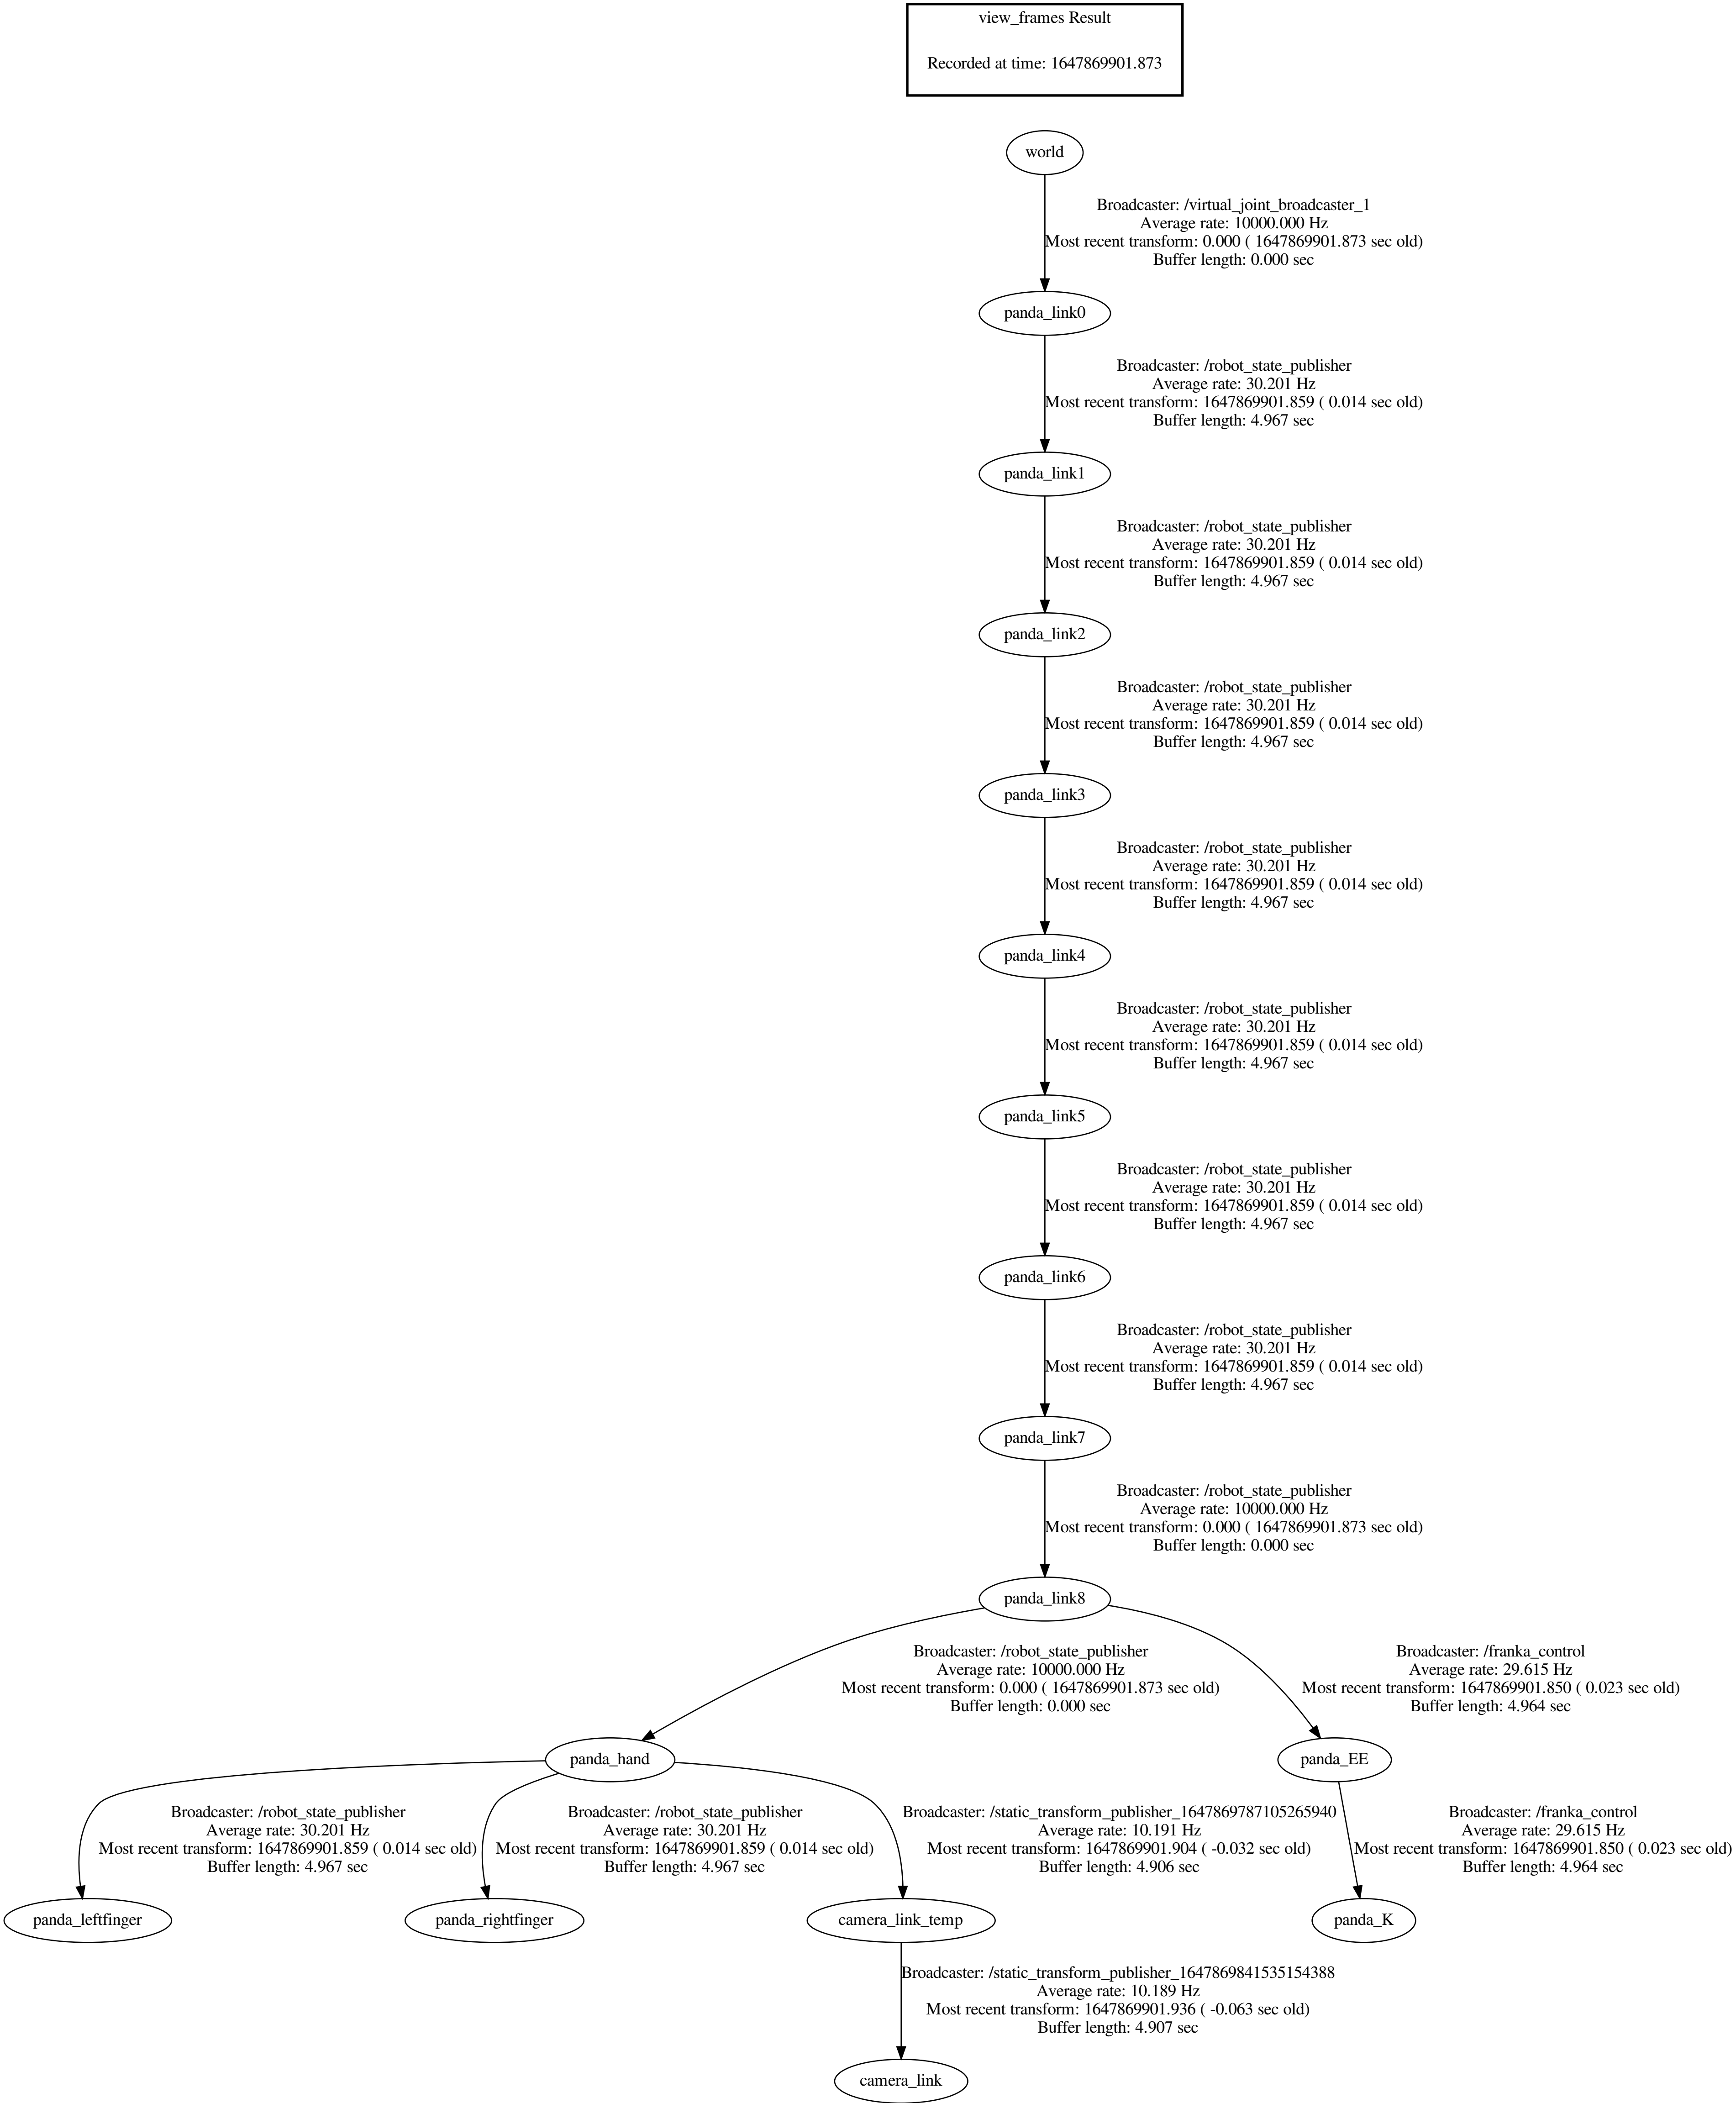 view_frames Result
Recorded at time: 1647869901.873
world
Broadcaster: /virtual_joint_broadcaster_1
Average rate: 10000.000 Hz
Most recent transform: 0.000 ( 1647869901.873 sec old)
Buffer length: 0.000 sec
panda_link0
Broadcaster: /robot_state_publisher
Average rate: 30.201 Hz
Most recent transform: 1647869901.859 ( 0.014 sec old)
Buffer length: 4.967 sec
panda_link1
Broadcaster: /robot_state_publisher
Average rate: 30.201 Hz
Most recent transform: 1647869901.859 ( 0.014 sec old)
Buffer length: 4.967 sec
panda_link2
Broadcaster: /robot_state_publisher
Average rate: 30.201 Hz
Most recent transform: 1647869901.859 ( 0.014 sec old)
Buffer length: 4.967 sec
panda_link3
Broadcaster: /robot_state_publisher
Average rate: 30.201 Hz
Most recent transform: 1647869901.859 ( 0.014 sec old)
Buffer length: 4.967 sec
panda_link4
Broadcaster: /robot_state_publisher
Average rate: 30.201 Hz
Most recent transform: 1647869901.859 ( 0.014 sec old)
Buffer length: 4.967 sec
panda_link5
Broadcaster: /robot_state_publisher
Average rate: 30.201 Hz
Most recent transform: 1647869901.859 ( 0.014 sec old)
Buffer length: 4.967 sec
panda_link6
Broadcaster: /robot_state_publisher
Average rate: 30.201 Hz
Most recent transform: 1647869901.859 ( 0.014 sec old)
Buffer length: 4.967 sec
panda_link7
Broadcaster: /robot_state_publisher
Average rate: 10000.000 Hz
Most recent transform: 0.000 ( 1647869901.873 sec old)
Buffer length: 0.000 sec
panda_link8
Broadcaster: /robot_state_publisher
Average rate: 10000.000 Hz
Most recent transform: 0.000 ( 1647869901.873 sec old)
Buffer length: 0.000 sec
Broadcaster: /franka_control
Average rate: 29.615 Hz
Most recent transform: 1647869901.850 ( 0.023 sec old)
Buffer length: 4.964 sec
panda_hand
panda_EE
Broadcaster: /robot_state_publisher
Average rate: 30.201 Hz
Most recent transform: 1647869901.859 ( 0.014 sec old)
Buffer length: 4.967 sec
Broadcaster: /robot_state_publisher
Average rate: 30.201 Hz
Most recent transform: 1647869901.859 ( 0.014 sec old)
Buffer length: 4.967 sec
Broadcaster: /static_transform_publisher_1647869787105265940
Average rate: 10.191 Hz
Most recent transform: 1647869901.904 ( -0.032 sec old)
Buffer length: 4.906 sec
Broadcaster: /franka_control
Average rate: 29.615 Hz
Most recent transform: 1647869901.850 ( 0.023 sec old)
Buffer length: 4.964 sec
panda_leftfinger
panda_rightfinger
camera_link_temp
panda_K
Broadcaster: /static_transform_publisher_1647869841535154388
Average rate: 10.189 Hz
Most recent transform: 1647869901.936 ( -0.063 sec old)
Buffer length: 4.907 sec
camera_link